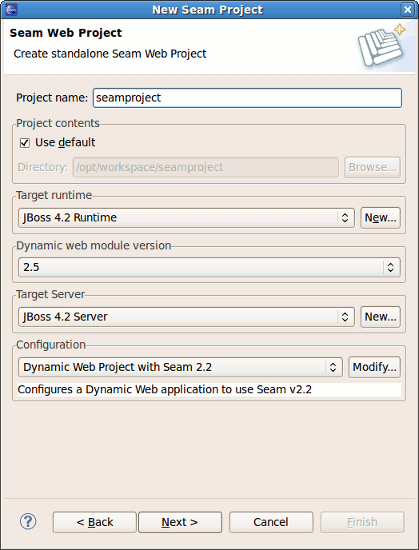 New Seam Project
Seam Web Project
Create standalone Seam Web Project
Project name: seamproject
Project contents
Use default
Directory: /opt/workspace/seamproject Browse...
Target runtime
JBoss 4.2 Runtime New...
Dynamic web module version
2.5
Target Server
JBoss 4.2 Server New...
Configuration
Dynamic Web Project with Seam 2.2 Modify...
Configures a Dynamic Web application to use Seam v2.2
? < Back Next > Cancel Finish